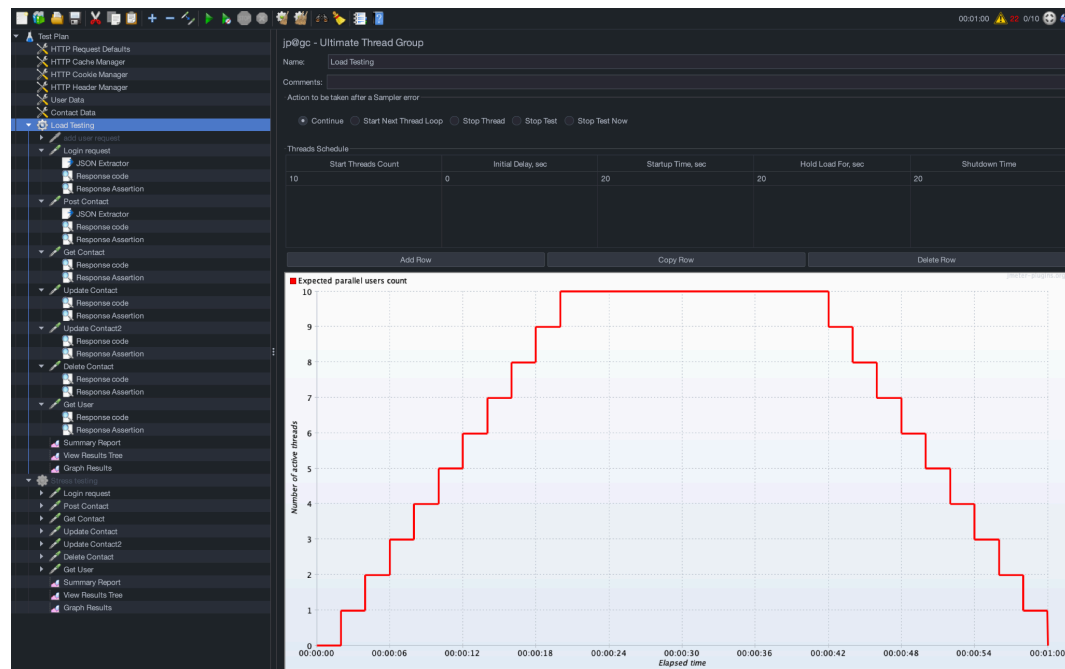 00:01:00 22 0/10
Test Plan
HTTP Request Defaults
HTTP Cache Manager
HTTP Cookie Manager
HTTP Header Manager
User Data
Contact Data
Load Testing
add user request
Login request
JSON Extractor
Response code
Response Assertion
Post Contact
JSON Extractor
Response code
Response Assertion
Get Contact
Response code
Response Assertion
Update Contact
Response code
Response Assertion
Update Contact2
Response code
Response Assertion
Delete Contact
Response code
Response Assertion
Get User
Response code
Response Assertion
Summary Report
View Results Tree
Graph Results
Stress testing
Login request
Post Contact
Get Contact
Update Contact
Update Contact2
Delete Contact
Get User
Summary Report
View Results Tree
Graph Results
jp@gc - Ultimate Thread Group
Name: Load Testing
Comments:
Action to be taken after a Sampler error
Continue Start Next Thread Loop Stop Thread Stop Test Stop Test Now
Threads Schedule
Start Threads Count Initial Delay, sec Startup Time, sec Hold Load For, sec Shutdown Time
10 0 20 20 20
Add Row Copy Row Delete Row
jmeter-plugins.org
Expected parallel users count
10
9
8
7
6
5
4
3
2
1
0
Number of active threads
00:00:00 00:00:06 00:00:12 00:00:18 00:00:24 00:00:30 00:00:36 00:00:42 00:00:48 00:00:54 00:01:00
Elapsed time